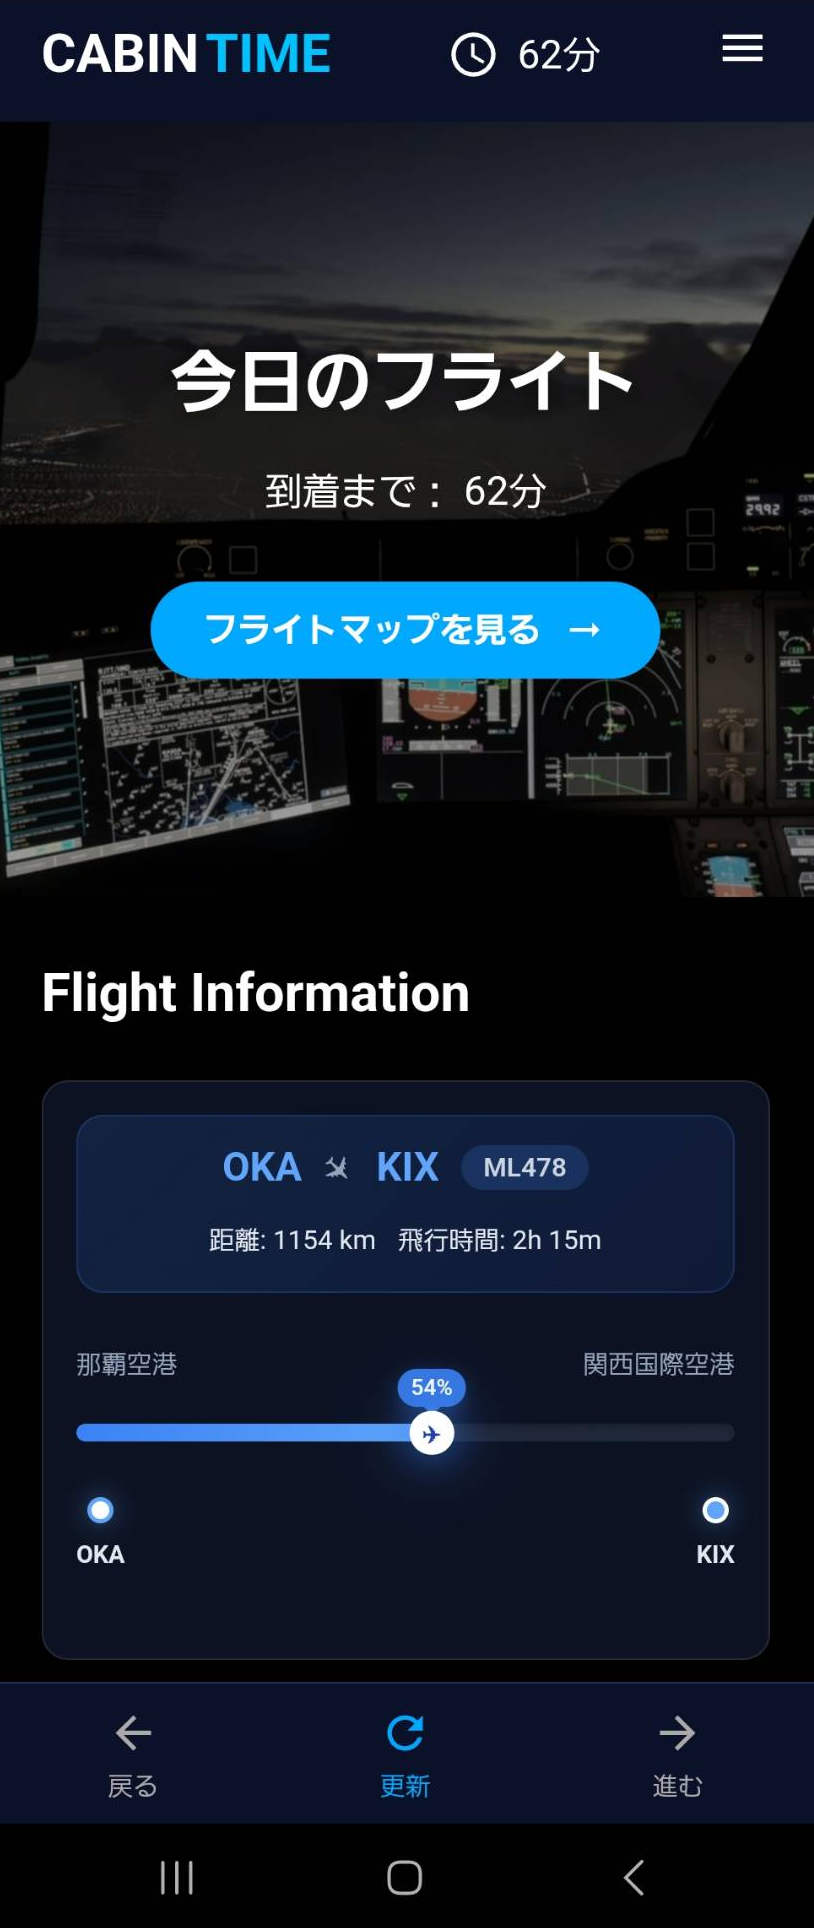 CABIN TIME 62分
今日のフライト
到着まで： 62分
フライトマップを見る →
29.92
Flight Information
OKA ✈ KIX ML478
距離: 1154 km 飛行時間: 2h 15m
那覇空港 関西国際空港
54%
OKA KIX
戻る 更新 進む